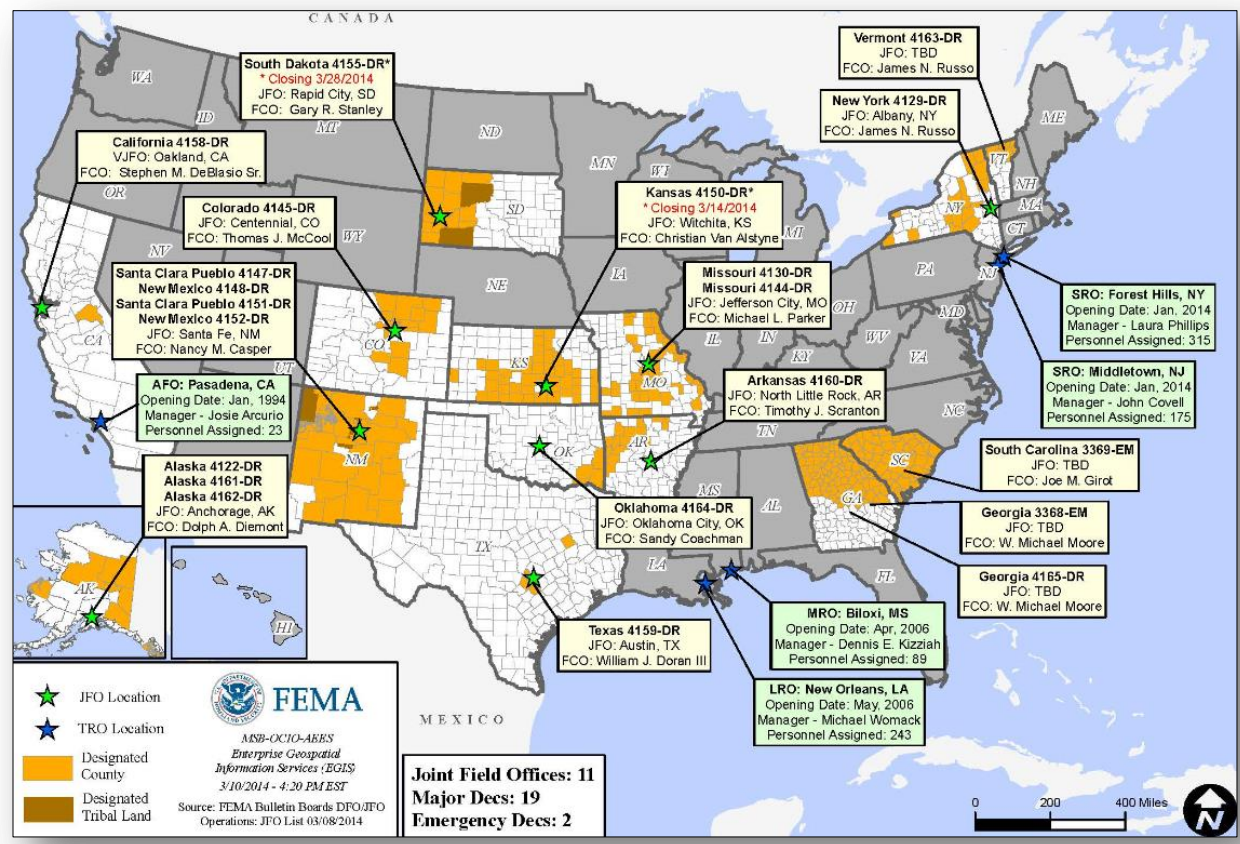 CANADA
WA
ID
MT
ND
MN
WI
MI
ME
OR
NV
UT
WY
SD
NE
IA
IL
IN
OH
PA
NY
VT
NH
MA
CT
NJ
MD
WV
VA
KY
NC
TN
SC
GA
AL
MS
LA
FL
AR
MO
KS
OK
TX
NM
CO
CA
AK
HI
MEXICO
Vermont 4163-DR
JFO: TBD
FCO: James N. Russo
South Dakota 4155-DR*
* Closing 3/28/2014
JFO: Rapid City, SD
FCO: Gary R. Stanley
New York 4129-DR
JFO: Albany, NY
FCO: James N. Russo
California 4158-DR
VJFO: Oakland, CA
FCO: Stephen M. DeBlasio Sr.
Kansas 4150-DR*
* Closing 3/14/2014
JFO: Witchita, KS
FCO: Christian Van Alstyne
Colorado 4145-DR
JFO: Centennial, CO
FCO: Thomas J. McCool
Santa Clara Pueblo 4147-DR
New Mexico 4148-DR
Santa Clara Pueblo 4151-DR
New Mexico 4152-DR
JFO: Santa Fe, NM
FCO: Nancy M. Casper
Missouri 4130-DR
Missouri 4144-DR
JFO: Jefferson City, MO
FCO: Michael L. Parker
SRO: Forest Hills, NY
Opening Date: Jan, 2014
Manager - Laura Phillips
Personnel Assigned: 315
SRO: Middletown, NJ
Opening Date: Jan, 2014
Manager - John Covell
Personnel Assigned: 175
AFO: Pasadena, CA
Opening Date: Jan, 1994
Manager - Josie Arcurio
Personnel Assigned: 23
Arkansas 4160-DR
JFO: North Little Rock, AR
FCO: Timothy J. Scranton
South Carolina 3369-EM
JFO: TBD
FCO: Joe M. Girot
Alaska 4122-DR
Alaska 4161-DR
Alaska 4162-DR
JFO: Anchorage, AK
FCO: Dolph A. Diemont
Oklahoma 4164-DR
JFO: Oklahoma City, OK
FCO: Sandy Coachman
Georgia 3368-EM
JFO: TBD
FCO: W. Michael Moore
Georgia 4165-DR
JFO: TBD
FCO: W. Michael Moore
Texas 4159-DR
JFO: Austin, TX
FCO: William J. Doran III
MRO: Biloxi, MS
Opening Date: Apr, 2006
Manager - Dennis E. Kizziah
Personnel Assigned: 89
LRO: New Orleans, LA
Opening Date: May, 2006
Manager - Michael Womack
Personnel Assigned: 243
JFO Location
TRO Location
Designated
County
Designated
Tribal Land
FEMA
MSB-OCIO-AEES
Enterprise Geospatial
Information Services (EGIS)
3/10/2014 - 4:20 PM EST
Source: FEMA Bulletin Boards DFO/JFO
Operations: JFO List 03/08/2014
Joint Field Offices: 11
Major Decs: 19
Emergency Decs: 2
0 200 400 Miles
N